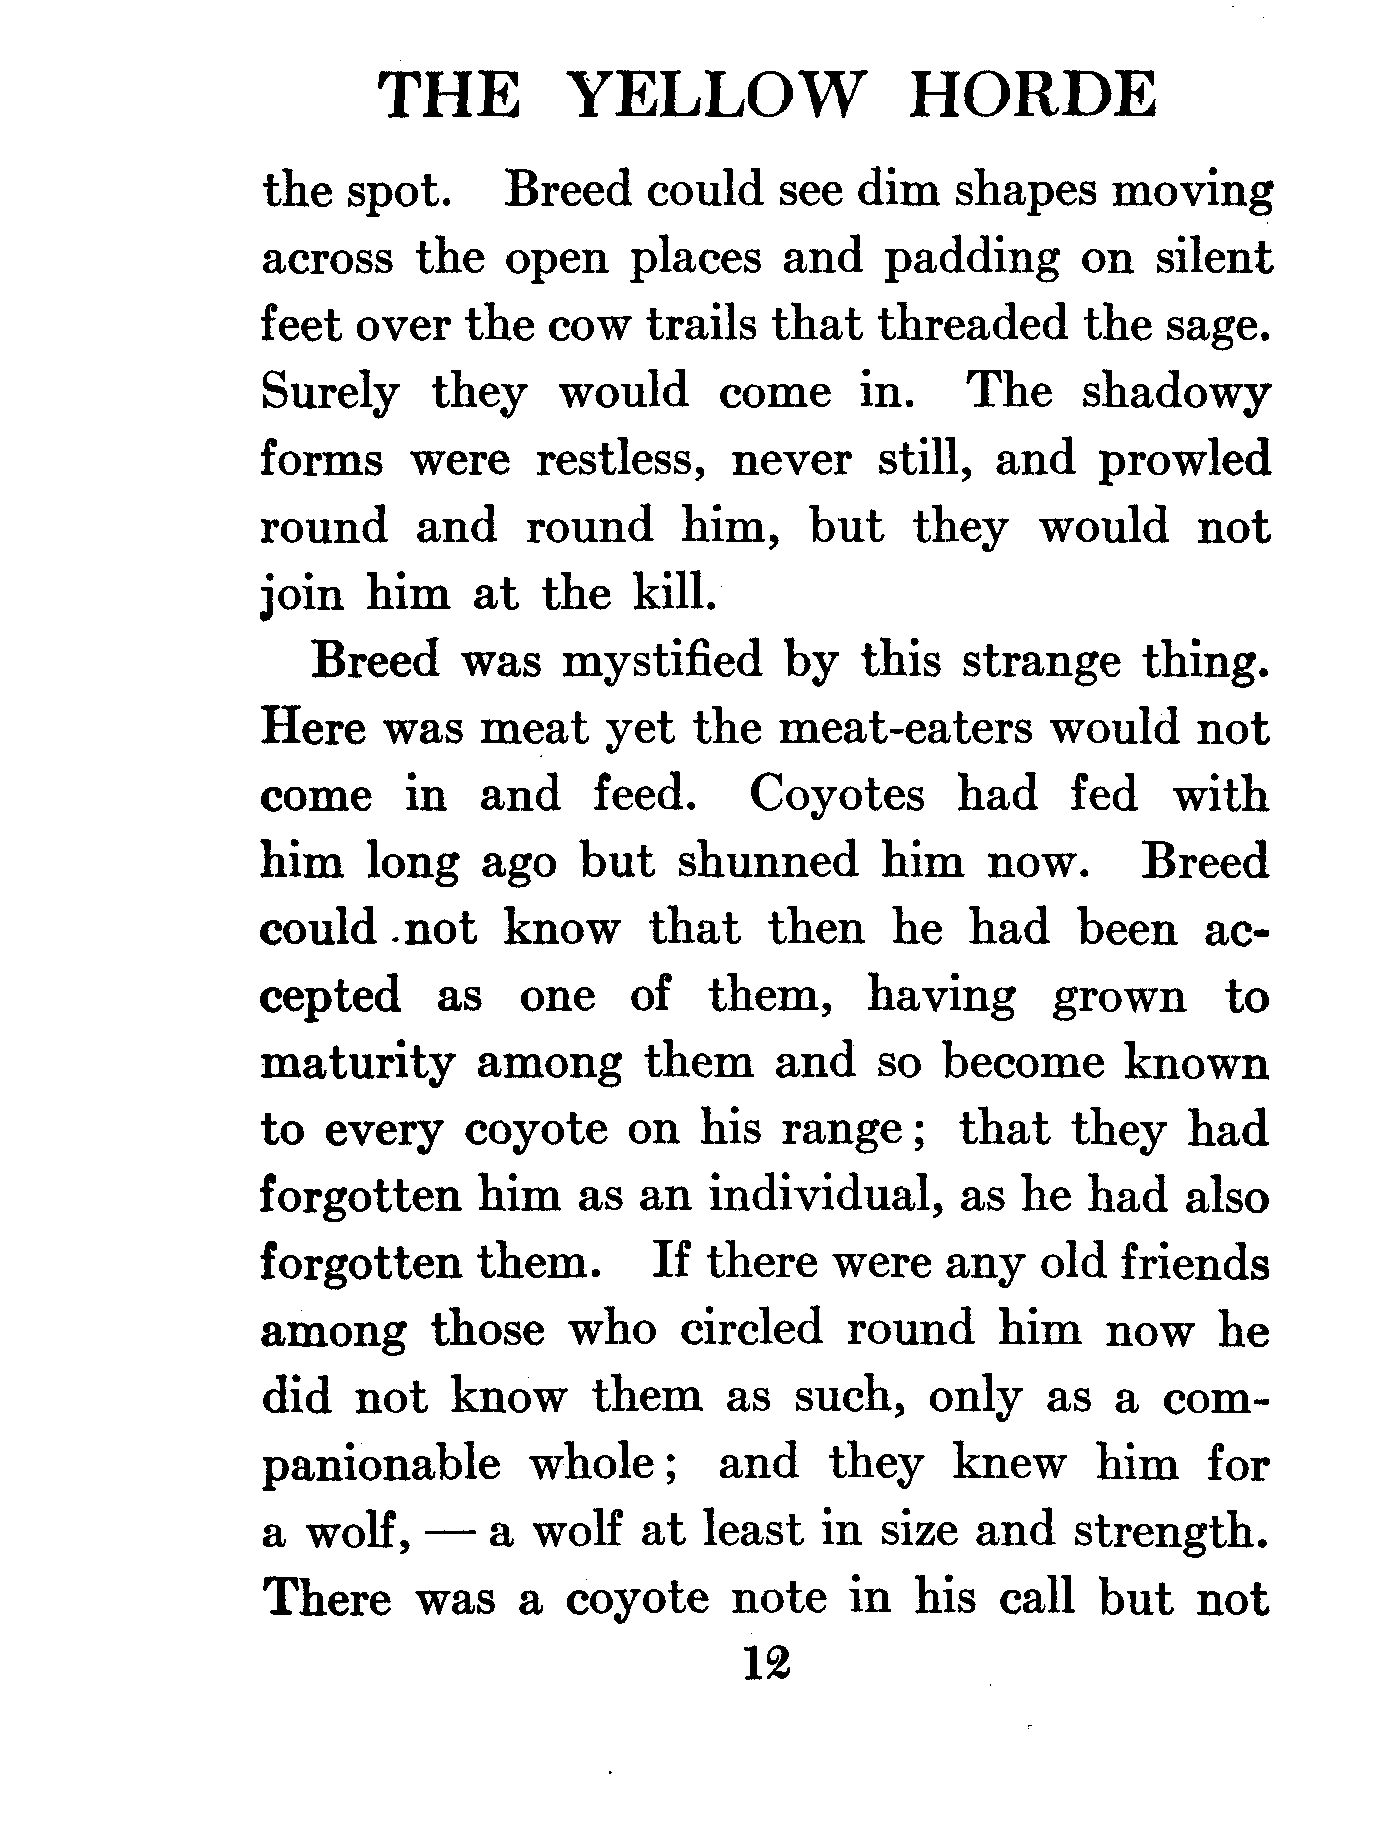 THE YELLOW HORDE
the spot. Breed could see dim shapes moving
across the open places and padding on silent
feet over the cow trails that threaded the sage.
Surely they would come in. The shadowy
forms were restless, never still, and prowled
round and round him, but they would not
join him at the kill.
Breed was mystified by this strange thing.
Here was meat yet the meat-eaters would not
come in and feed. Coyotes had fed with
him long ago but shunned him now. Breed
could not know that then he had been ac-
cepted as one of them, having grown to
maturity among them and so become known
to every coyote on his range; that they had
forgotten him as an individual, as he had also
forgotten them. If there were any old friends
among those who circled round him now he
did not know them as such, only as a com-
panionable whole; and they knew him for
a wolf, — a wolf at least in size and strength.
There was a coyote note in his call but not
12